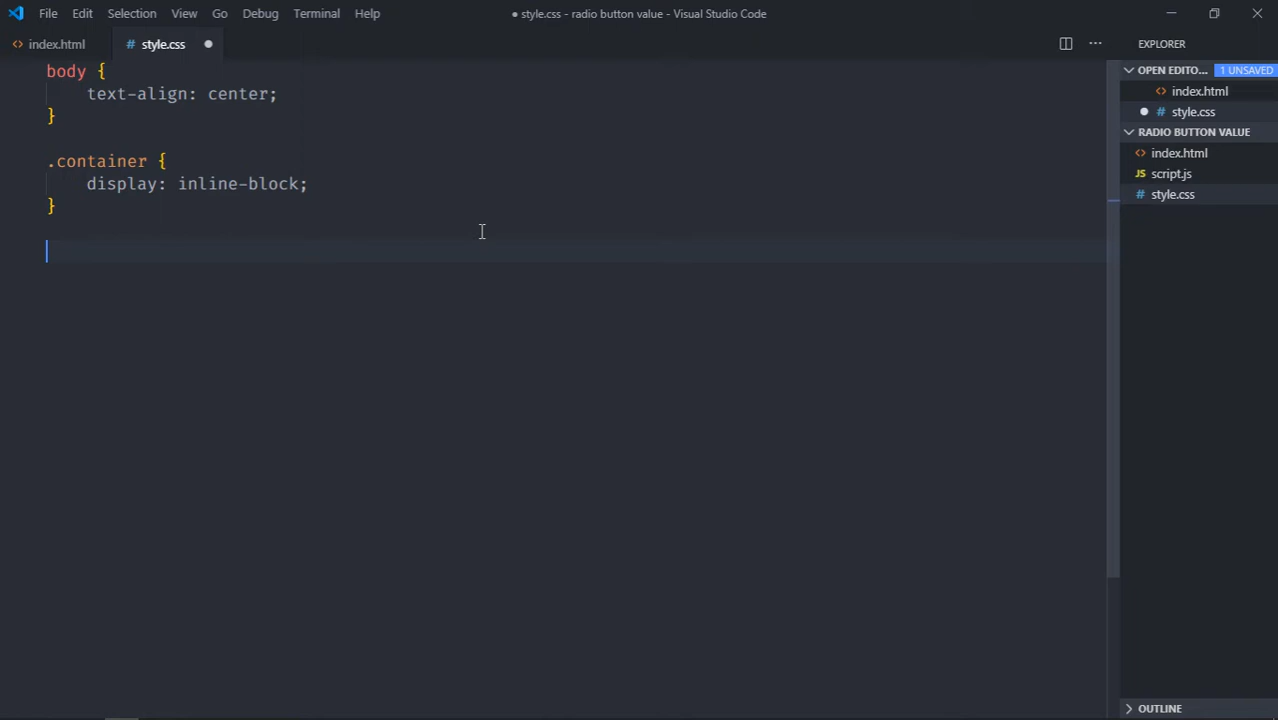 File Edit Selection View Go Debug Terminal Help
● style.css - radio button value - Visual Studio Code
<> index.html
# style.css ●
···
EXPLORER
OPEN EDITO... 1 UNSAVED
<> index.html
● # style.css
RADIO BUTTON VALUE
<> index.html
JS script.js
# style.css
OUTLINE
body {
text-align: center;
}
.container {
display: inline-block;
}